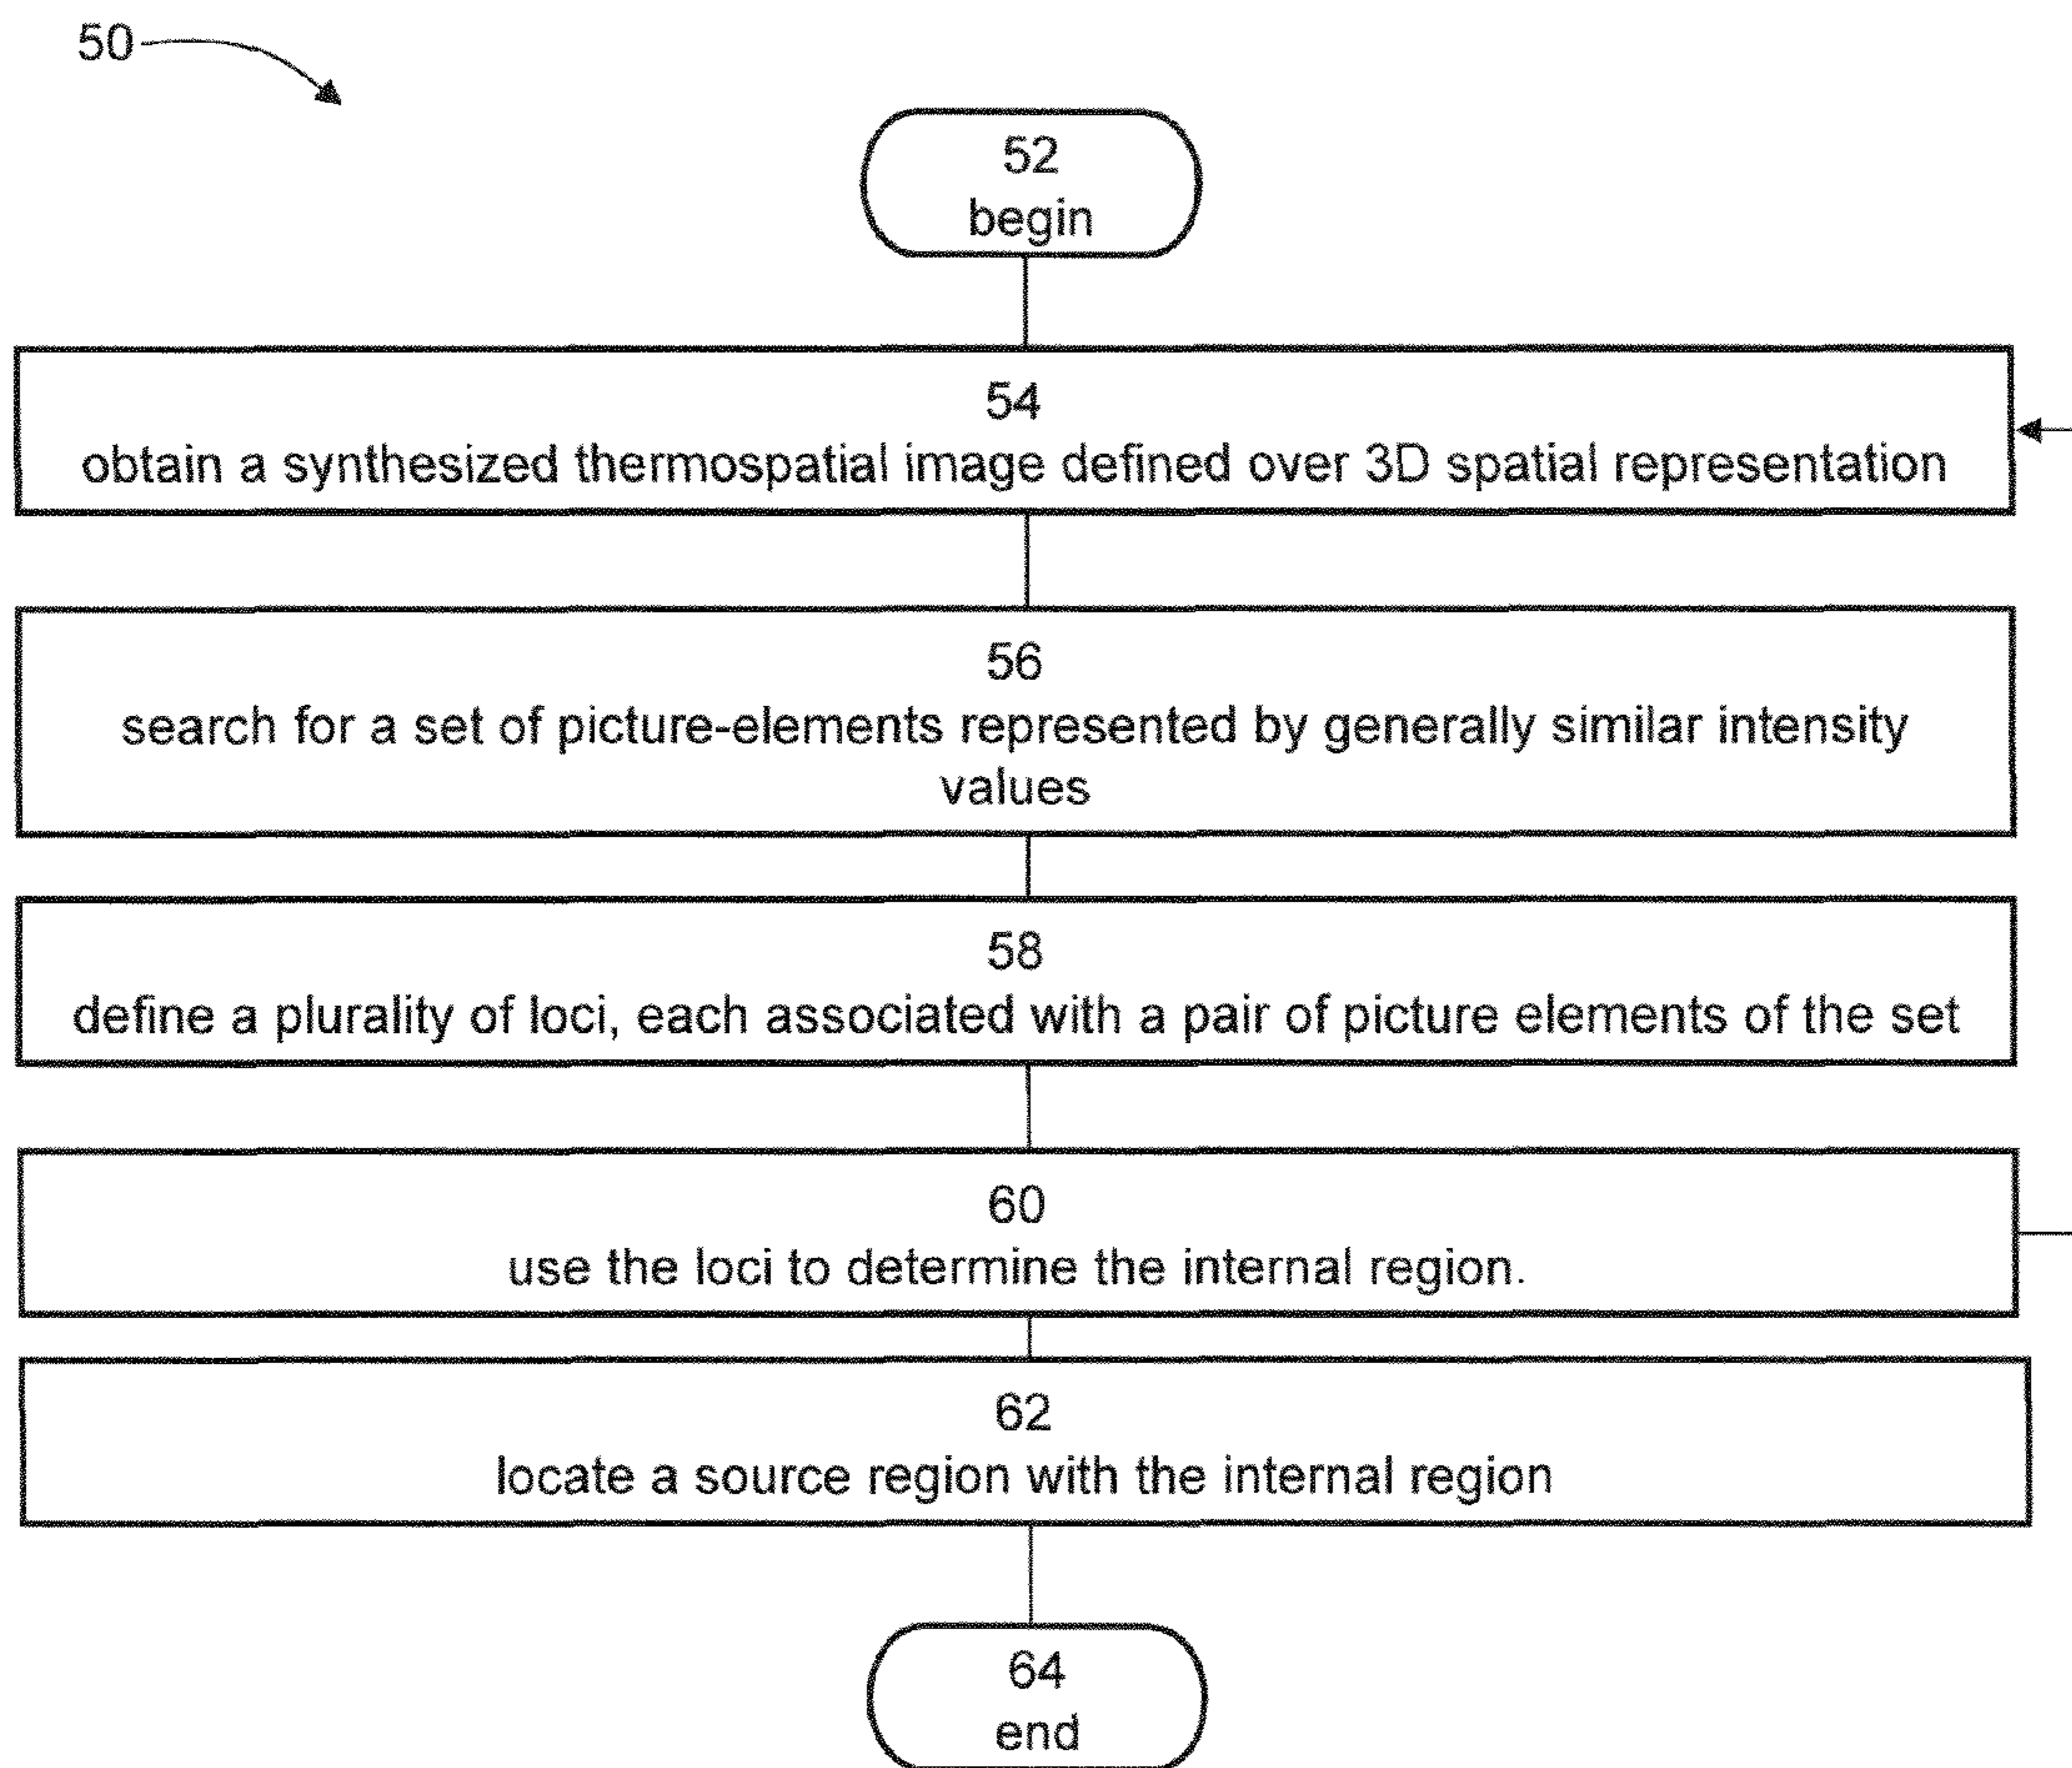 50
52
begin
54
obtain a synthesized thermospatial image defined over 3D spatial representation
56
search for a set of picture-elements represented by generally similar intensity
values
58
define a plurality of loci, each associated with a pair of picture elements of the set
60
use the loci to determine the internal region.
62
locate a source region with the internal region
64
end